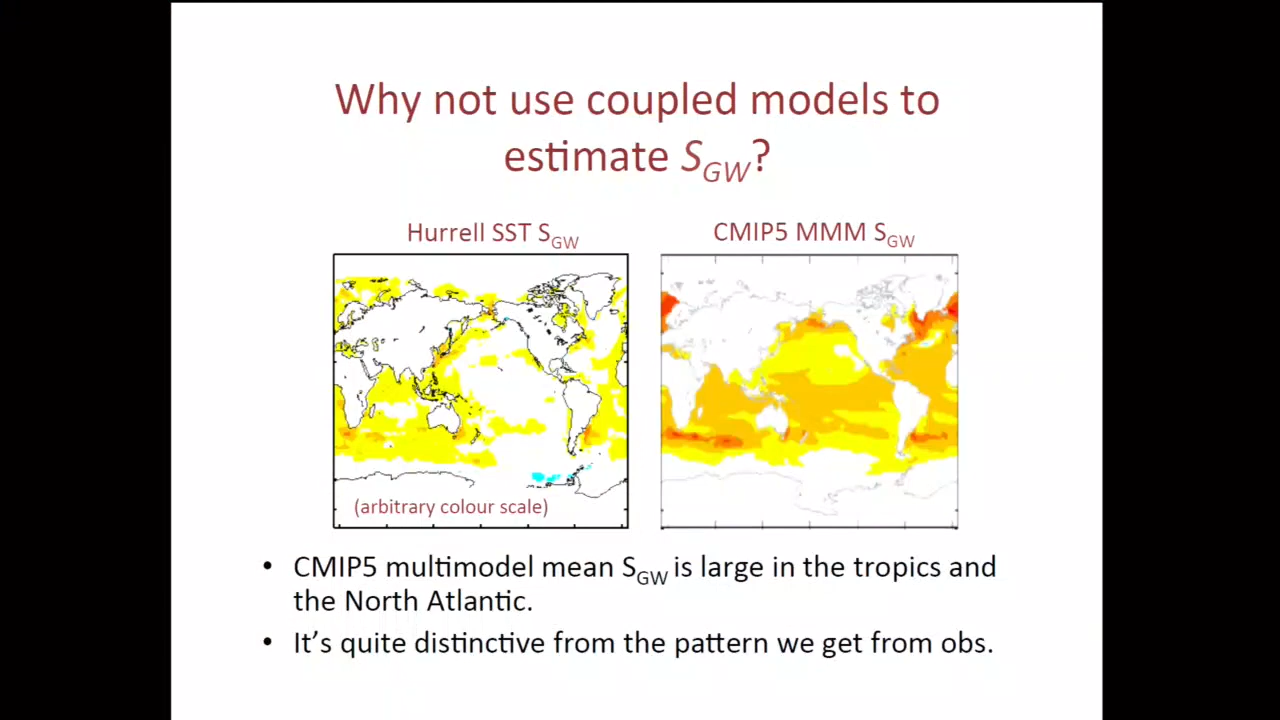 Why not use coupled models to
estimate S_GW?
Hurrell SST S_GW
CMIP5 MMM S_GW
(arbitrary colour scale)
• CMIP5 multimodel mean S_GW is large in the tropics and
the North Atlantic.
• It's quite distinctive from the pattern we get from obs.